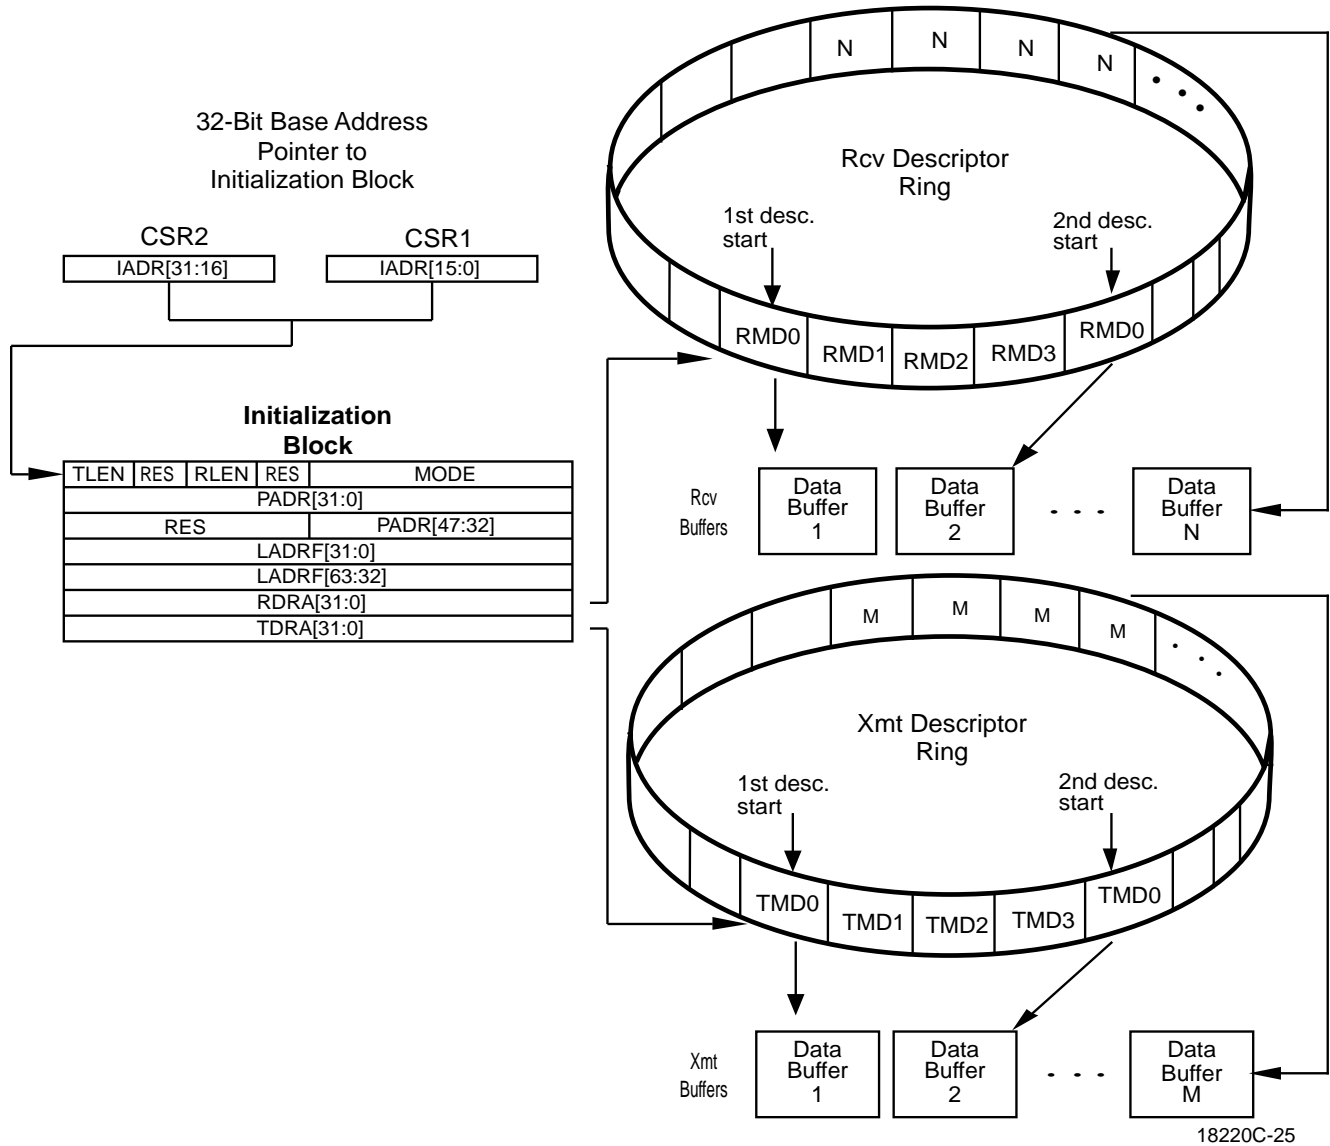 32-Bit Base Address
Pointer to
Initialization Block
CSR2
CSR1
IADR[31:16]
IADR[15:0]
Initialization
Block
TLEN RES RLEN RES MODE
PADR[31:0]
RES PADR[47:32]
LADRF[31:0]
LADRF[63:32]
RDRA[31:0]
TDRA[31:0]
N N N N • • •
Rcv Descriptor
Ring
1st desc.
start
2nd desc.
start
RMD0 RMD1 RMD2 RMD3 RMD0
Rcv
Buffers
Data
Buffer
1
Data
Buffer
2
• • •
Data
Buffer
N
M M M M • • •
Xmt Descriptor
Ring
1st desc.
start
2nd desc.
start
TMD0 TMD1 TMD2 TMD3 TMD0
Xmt
Buffers
Data
Buffer
1
Data
Buffer
2
• • •
Data
Buffer
M
18220C-25